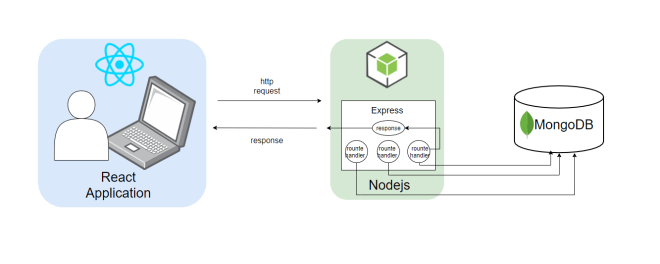 http
request
response
React
Application
Express
response
rounte
handler
rounte
handler
rounte
handler
Nodejs
MongoDB